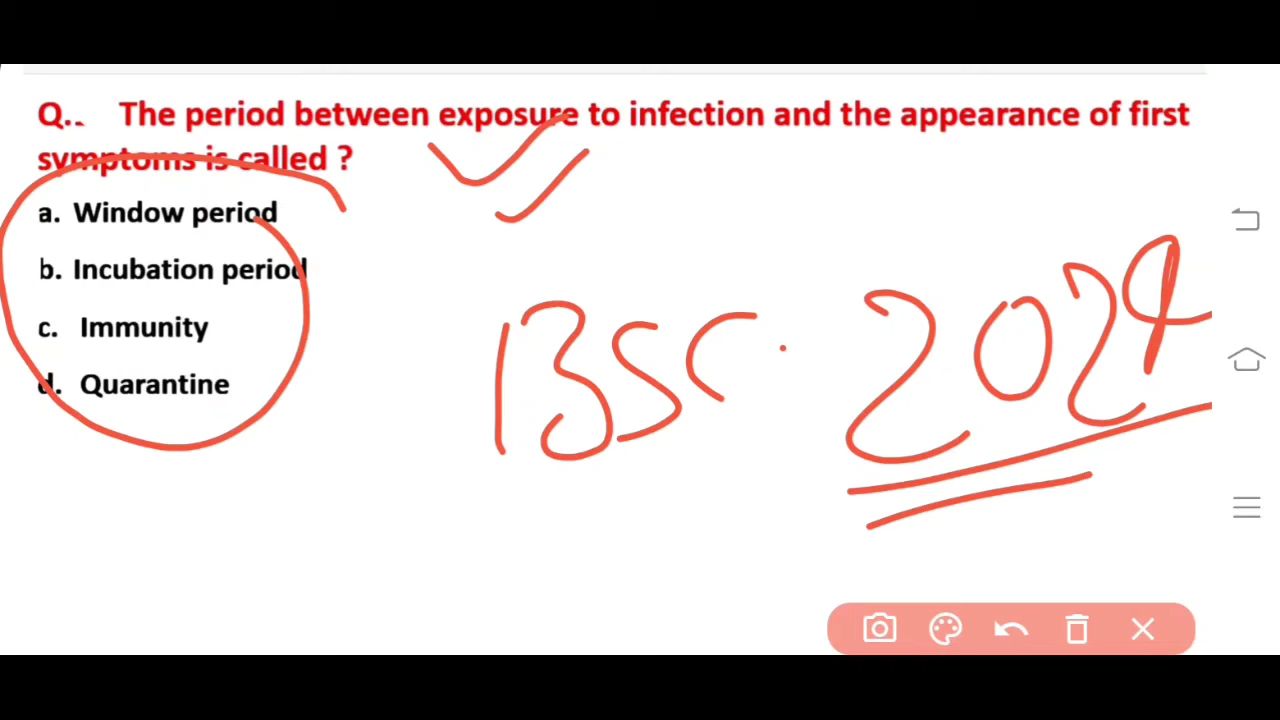 Q.. The period between exposure to infection and the appearance of first
symptoms is called ?
a. Window period
b. Incubation period
c. Immunity
d. Quarantine
BSC. 2024